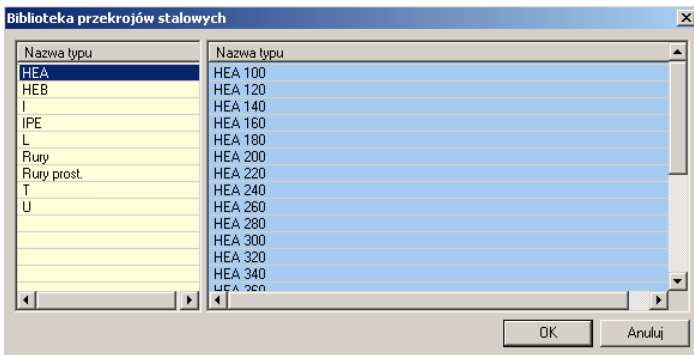 Biblioteka przekrojów stalowych
Nazwa typu
HEA
HEB
I
IPE
L
Rury
Rury prost.
T
U
Nazwa typu
HEA 100
HEA 120
HEA 140
HEA 160
HEA 180
HEA 200
HEA 220
HEA 240
HEA 260
HEA 280
HEA 300
HEA 320
HEA 340
HEA 360
OK
Anuluj